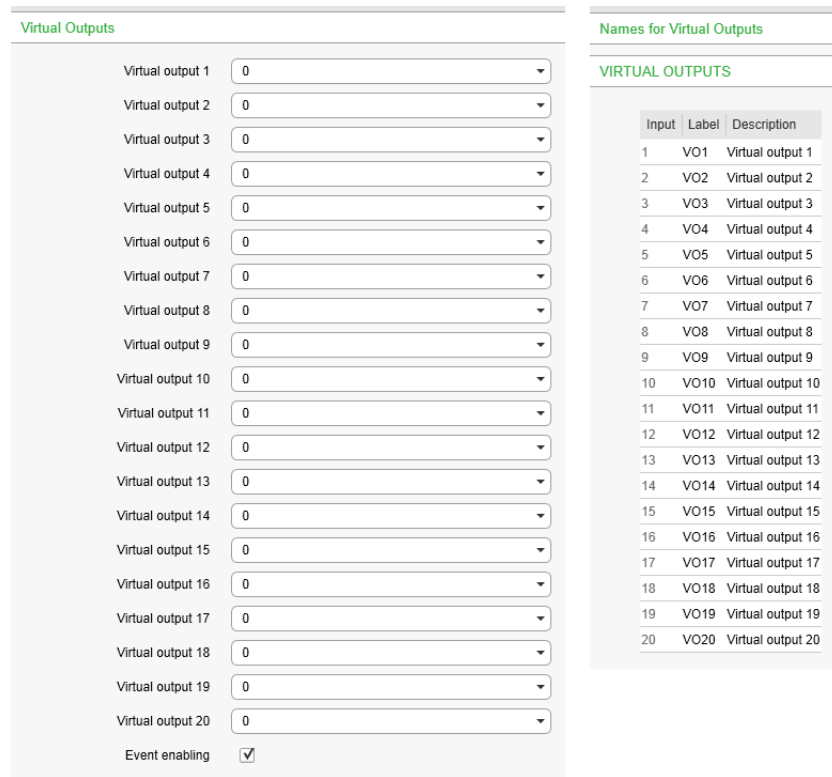 Virtual Outputs
Virtual output 1 0
Virtual output 2 0
Virtual output 3 0
Virtual output 4 0
Virtual output 5 0
Virtual output 6 0
Virtual output 7 0
Virtual output 8 0
Virtual output 9 0
Virtual output 10 0
Virtual output 11 0
Virtual output 12 0
Virtual output 13 0
Virtual output 14 0
Virtual output 15 0
Virtual output 16 0
Virtual output 17 0
Virtual output 18 0
Virtual output 19 0
Virtual output 20 0
Event enabling
Names for Virtual Outputs
VIRTUAL OUTPUTS
Input Label Description
1 VO1 Virtual output 1
2 VO2 Virtual output 2
3 VO3 Virtual output 3
4 VO4 Virtual output 4
5 VO5 Virtual output 5
6 VO6 Virtual output 6
7 VO7 Virtual output 7
8 VO8 Virtual output 8
9 VO9 Virtual output 9
10 VO10 Virtual output 10
11 VO11 Virtual output 11
12 VO12 Virtual output 12
13 VO13 Virtual output 13
14 VO14 Virtual output 14
15 VO15 Virtual output 15
16 VO16 Virtual output 16
17 VO17 Virtual output 17
18 VO18 Virtual output 18
19 VO19 Virtual output 19
20 VO20 Virtual output 20